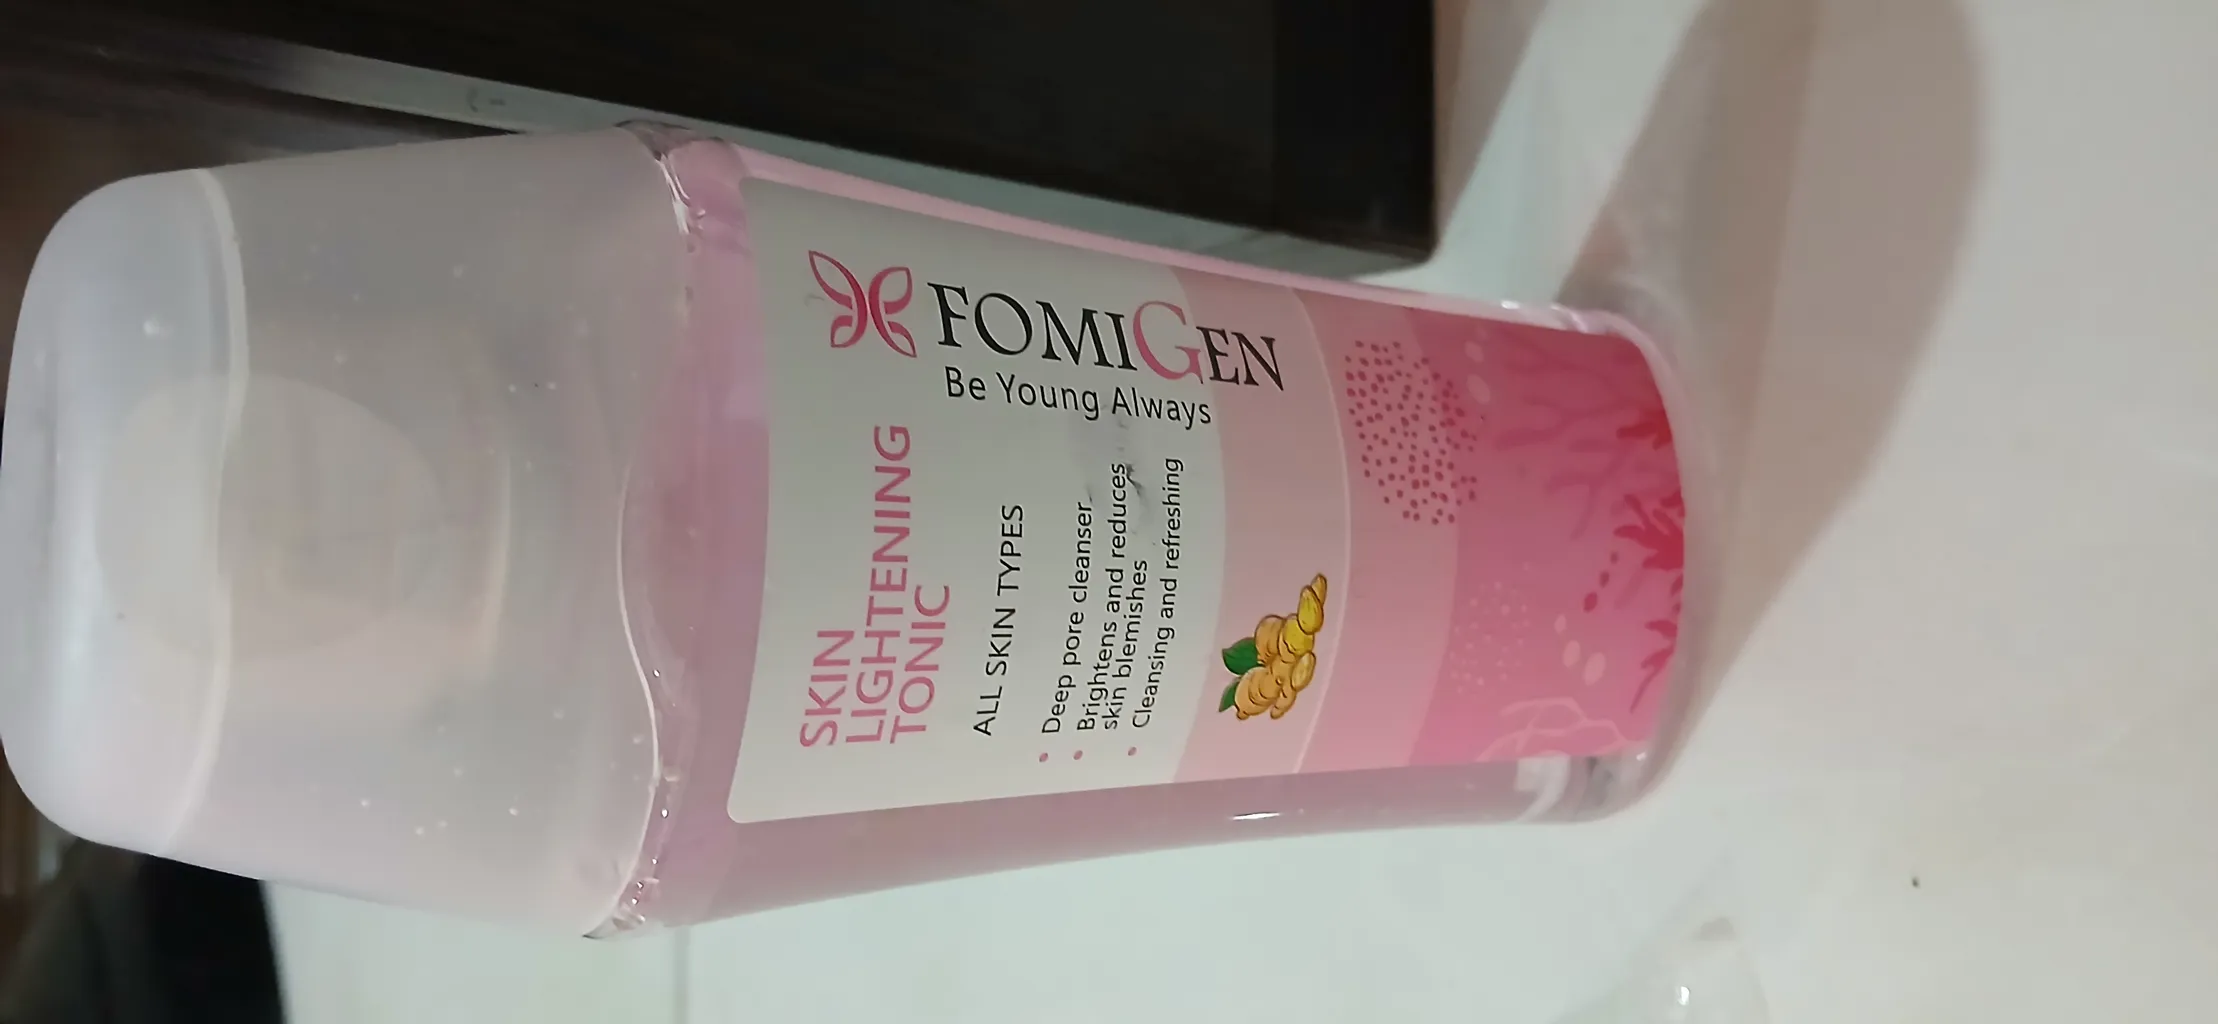 FOMIGEN
Be Young Always
SKIN
LIGHTENING
TONIC
ALL SKIN TYPES
• Deep pore cleanser
• Brightens and reduces
skin blemishes
• Cleansing and refreshing